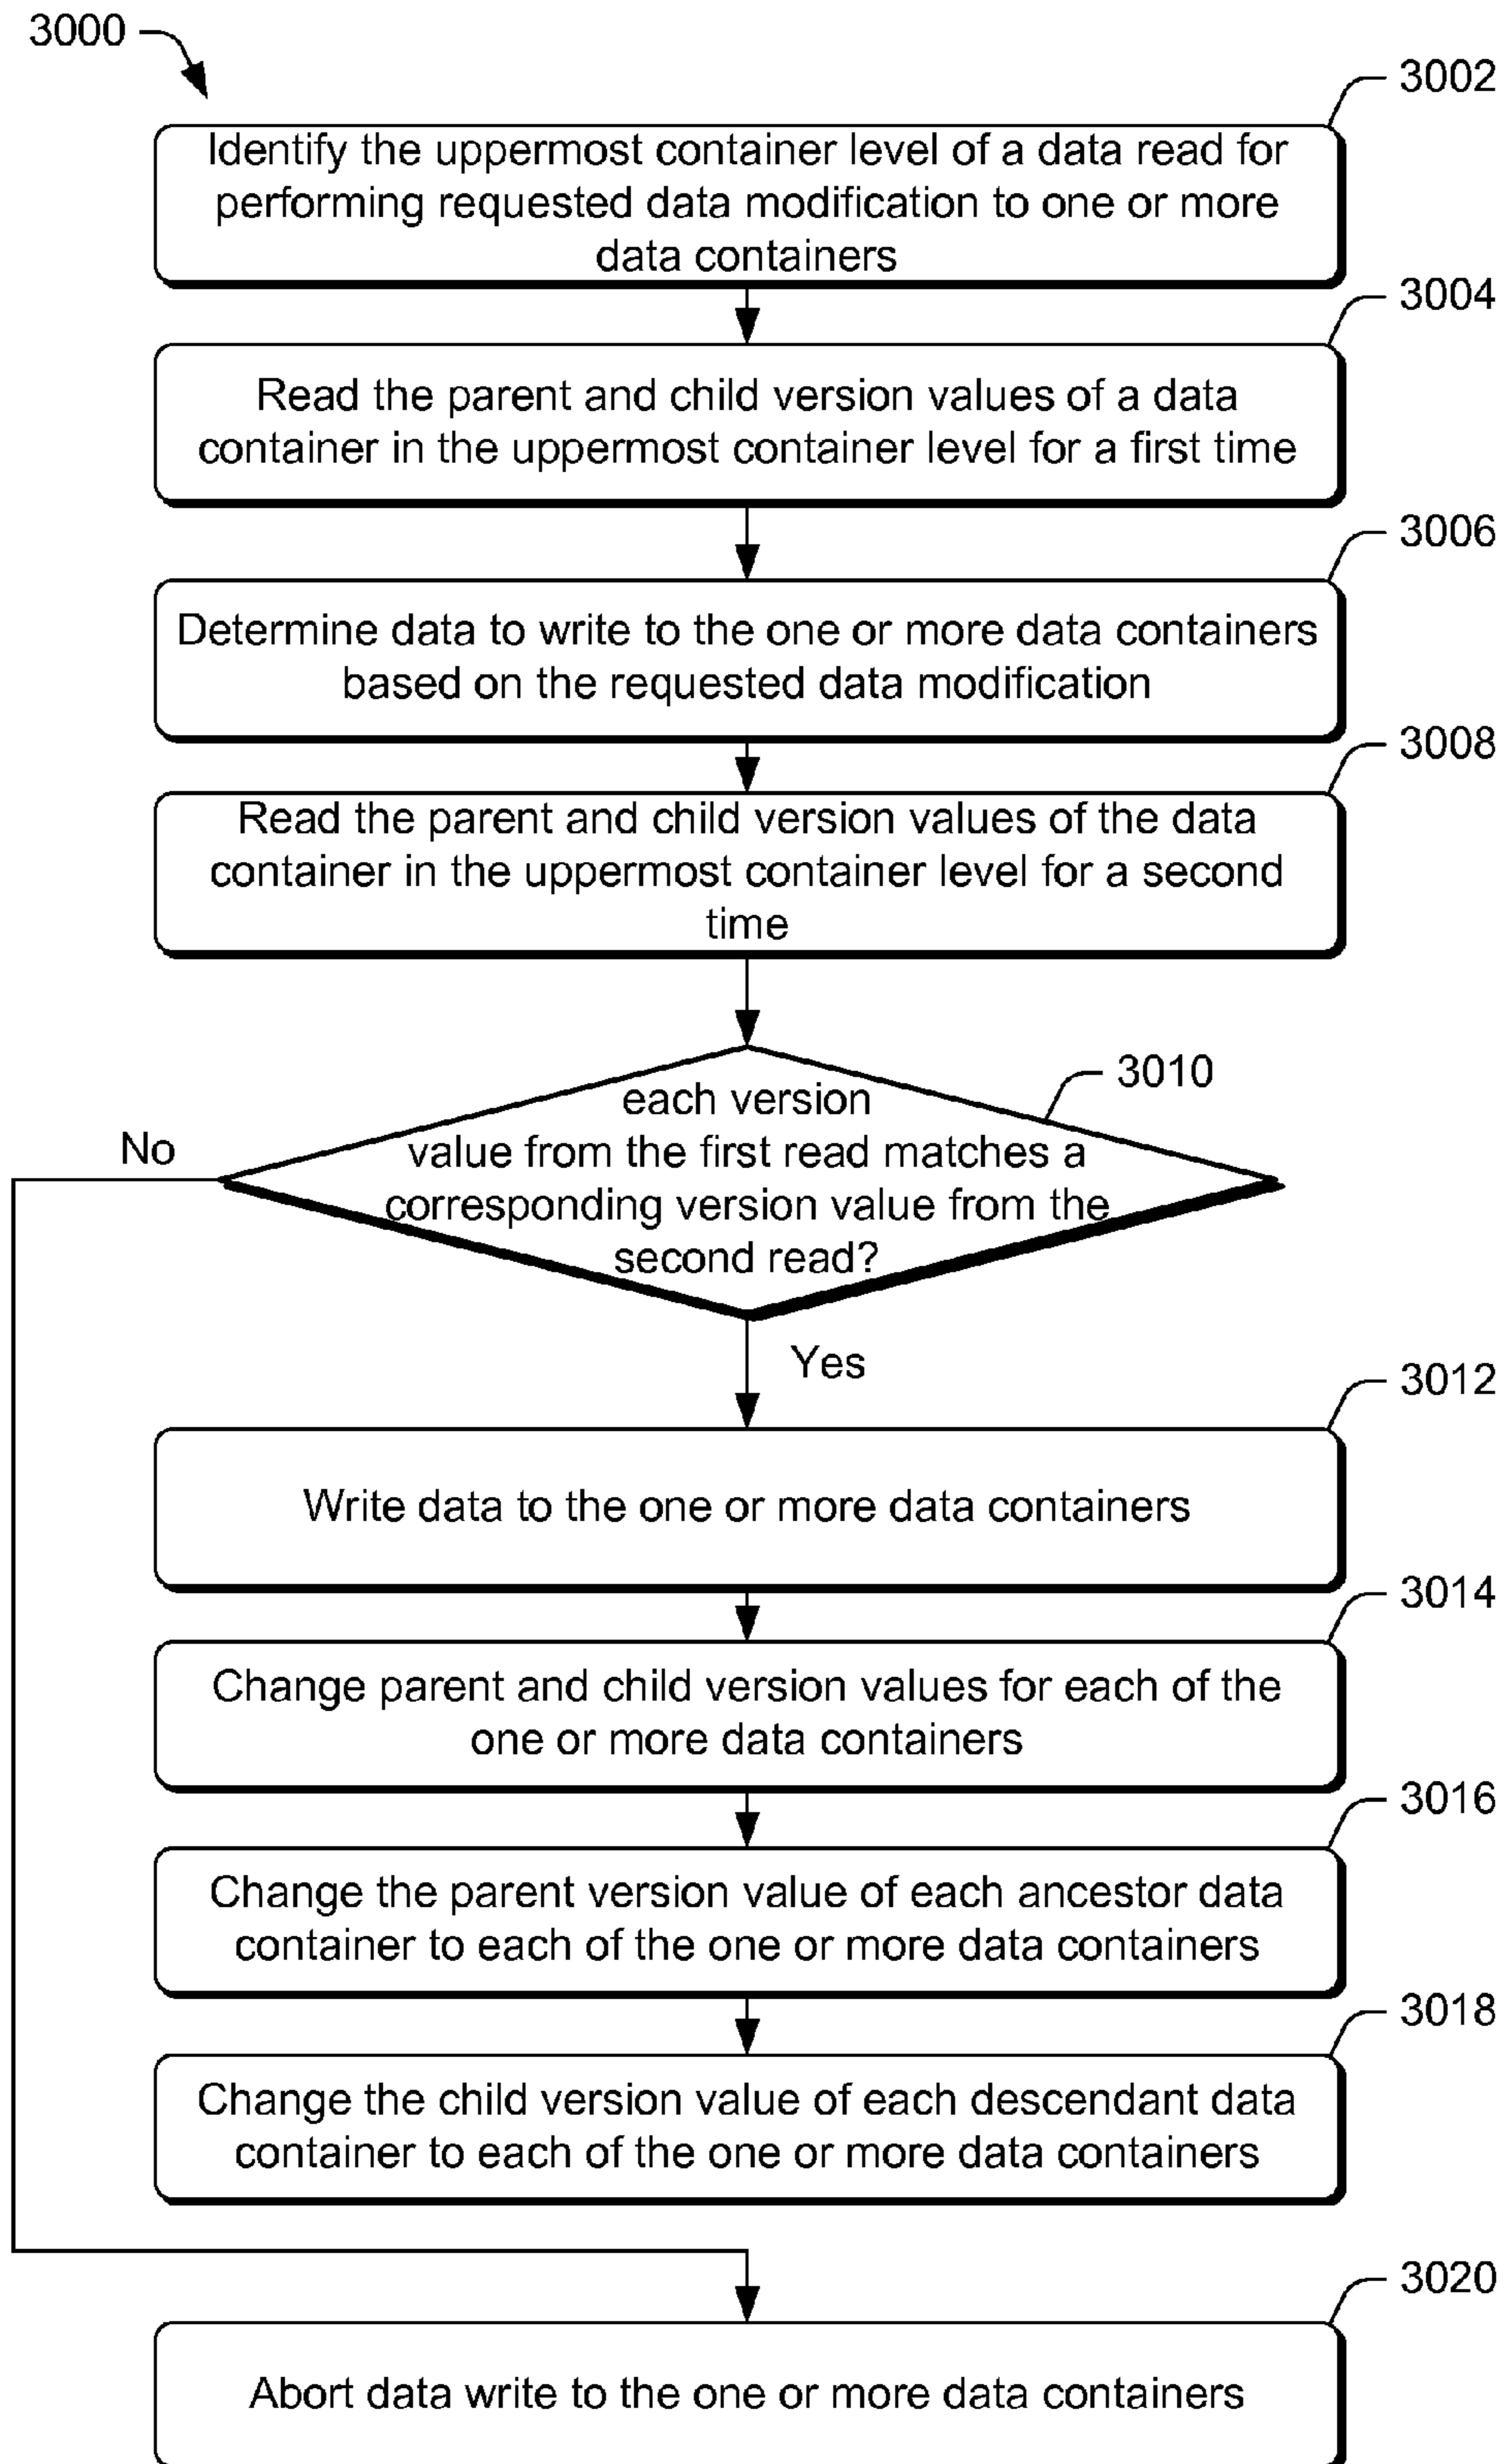 3000
3002
Identify the uppermost container level of a data read for
performing requested data modification to one or more
data containers
3004
Read the parent and child version values of a data
container in the uppermost container level for a first time
3006
Determine data to write to the one or more data containers
based on the requested data modification
3008
Read the parent and child version values of the data
container in the uppermost container level for a second
time
3010
each version
value from the first read matches a
corresponding version value from the
second read?
No
Yes
3012
Write data to the one or more data containers
3014
Change parent and child version values for each of the
one or more data containers
3016
Change the parent version value of each ancestor data
container to each of the one or more data containers
3018
Change the child version value of each descendant data
container to each of the one or more data containers
3020
Abort data write to the one or more data containers